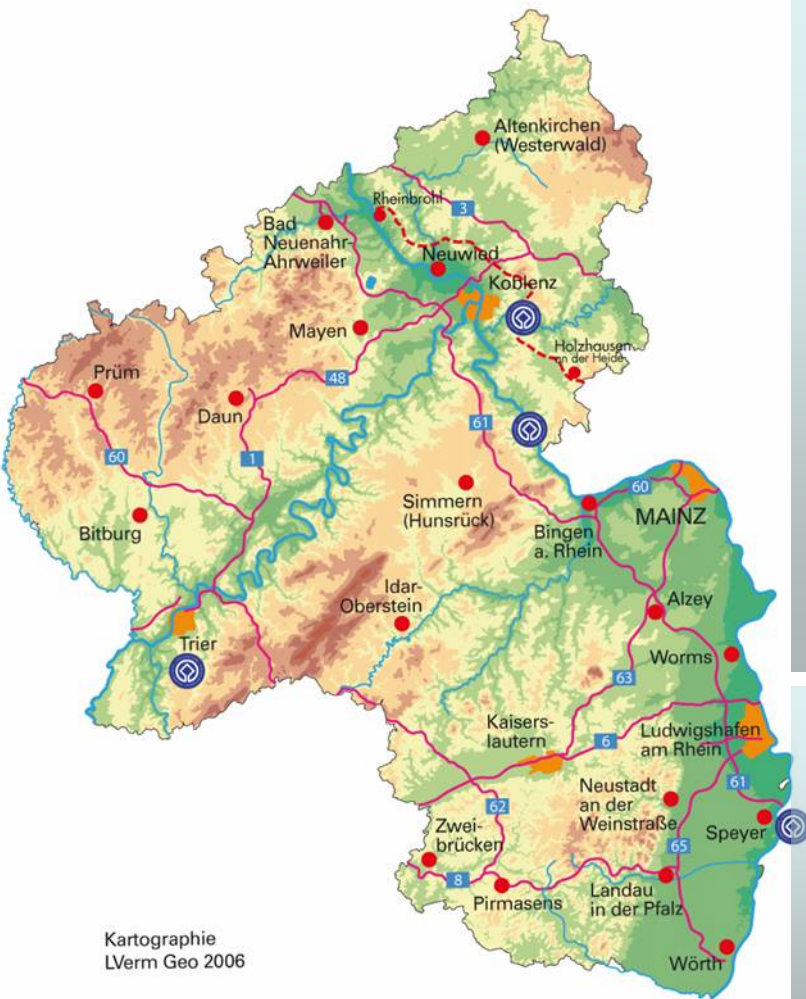 Altenkirchen
(Westerwald)
Rheinbrohl
3
Bad
Neuenahr-
Ahrweiler
Neuwied
Koblenz
Mayen
Holzhausen
an der Heide
Prüm
48
Daun
61
60
1
60
Simmern
(Hunsrück)
MAINZ
Bitburg
Bingen
a. Rhein
Idar-
Oberstein
Alzey
Trier
Worms
63
Kaisers-
lautern
6
Ludwigshafen
am Rhein
61
Neustadt
an der
Weinstraße
62
Zwei-
brücken
Speyer
65
8
Pirmasens
Landau
in der Pfalz
Kartographie
LVerm Geo 2006
Wörth